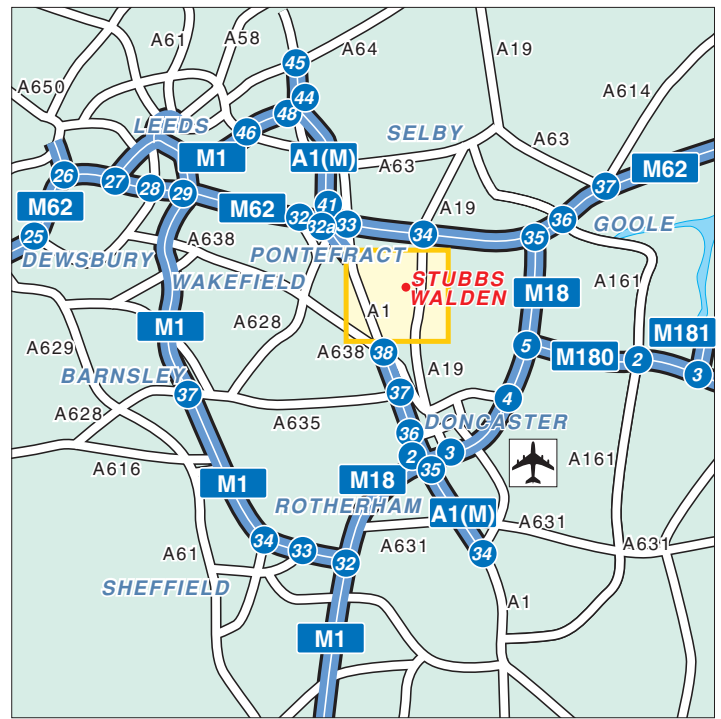 A61
A58
A64
A19
A650
A614
45
44
48
LEEDS
46
SELBY
A63
M1
A1(M)
A63
26
27
28
29
M62
37
M62
M62
41
32
32a
33
A19
34
36
35
GOOLE
25
A638
DEWSBURY
PONTEFRACT
WAKEFIELD
STUBBS
WALDEN
A161
M18
A1
M1
A628
M181
A629
A638
38
5
M180
2
3
A19
BARNSLEY
37
37
4
A628
A635
DONCASTER
36
2
35
3
A616
A161
M1
M18
ROTHERHAM
A1(M)
A631
A631
A631
34
33
32
34
A61
SHEFFIELD
A1
M1